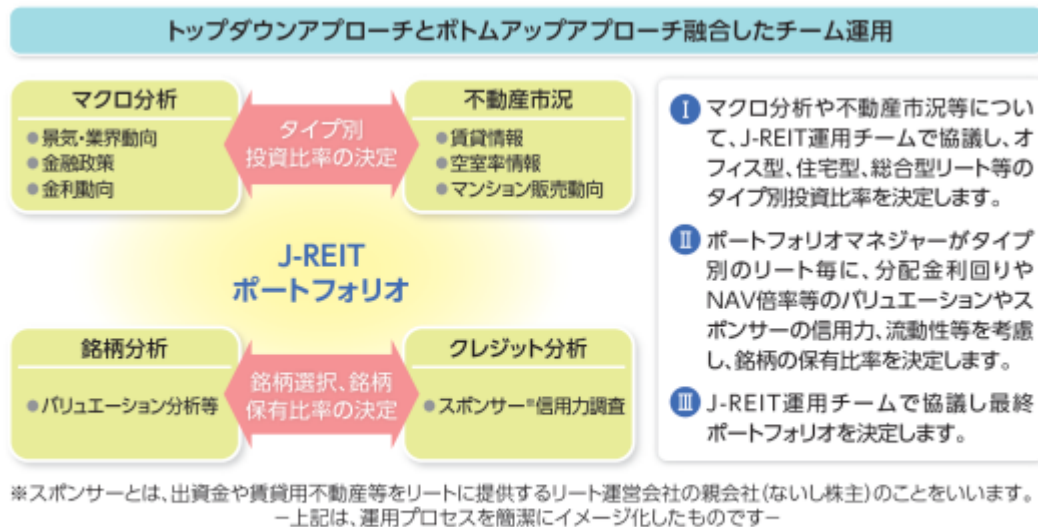 トップダウンアプローチとボトムアップアプローチ融合したチーム運用
マクロ分析
●景気・業界動向
●金融政策
●金利動向
タイプ別
投資比率の決定
不動産市況
●賃貸情報
●空室率情報
●マンション販売動向
J-REIT
ポートフォリオ
銘柄分析
●バリュエーション分析等
銘柄選択、銘柄
保有比率の決定
クレジット分析
●スポンサー※信用力調査
Ⅰ マクロ分析や不動産市況等につい
て、J-REIT運用チームで協議し、オ
フィス型、住宅型、総合型リート等の
タイプ別投資比率を決定します。
Ⅱ ポートフォリオマネジャーがタイプ
別のリート毎に、分配金利回りや
NAV倍率等のバリュエーションやス
ポンサーの信用力、流動性等を考慮
し、銘柄の保有比率を決定します。
Ⅲ J-REIT運用チームで協議し最終
ポートフォリオを決定します。
※スポンサーとは、出資金や賃貸用不動産等をリートに提供するリート運営会社の親会社(ないし株主)のことをいいます。
−上記は、運用プロセスを簡潔にイメージ化したものです−